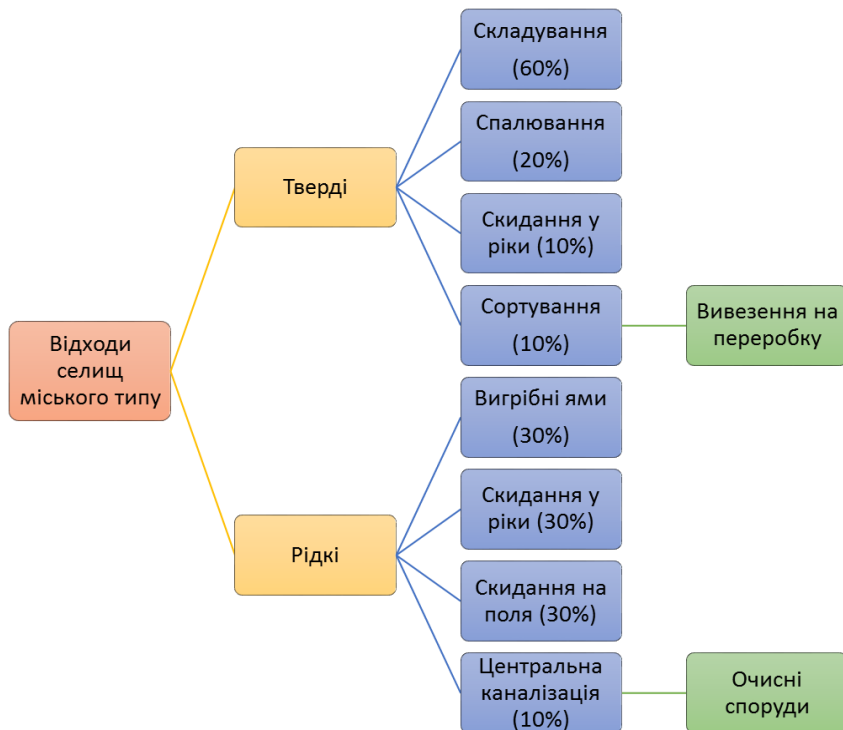 Складування
(60%)
Спалювання
(20%)
Тверді
Скидання у
ріки (10%)
Сортування
(10%)
Вивезення на
переробку
Відходи
селищ
міського типу
Вигрібні ями
(30%)
Скидання у
ріки (30%)
Рідкі
Скидання на
поля (30%)
Центральна
каналізація
(10%)
Очисні
споруди